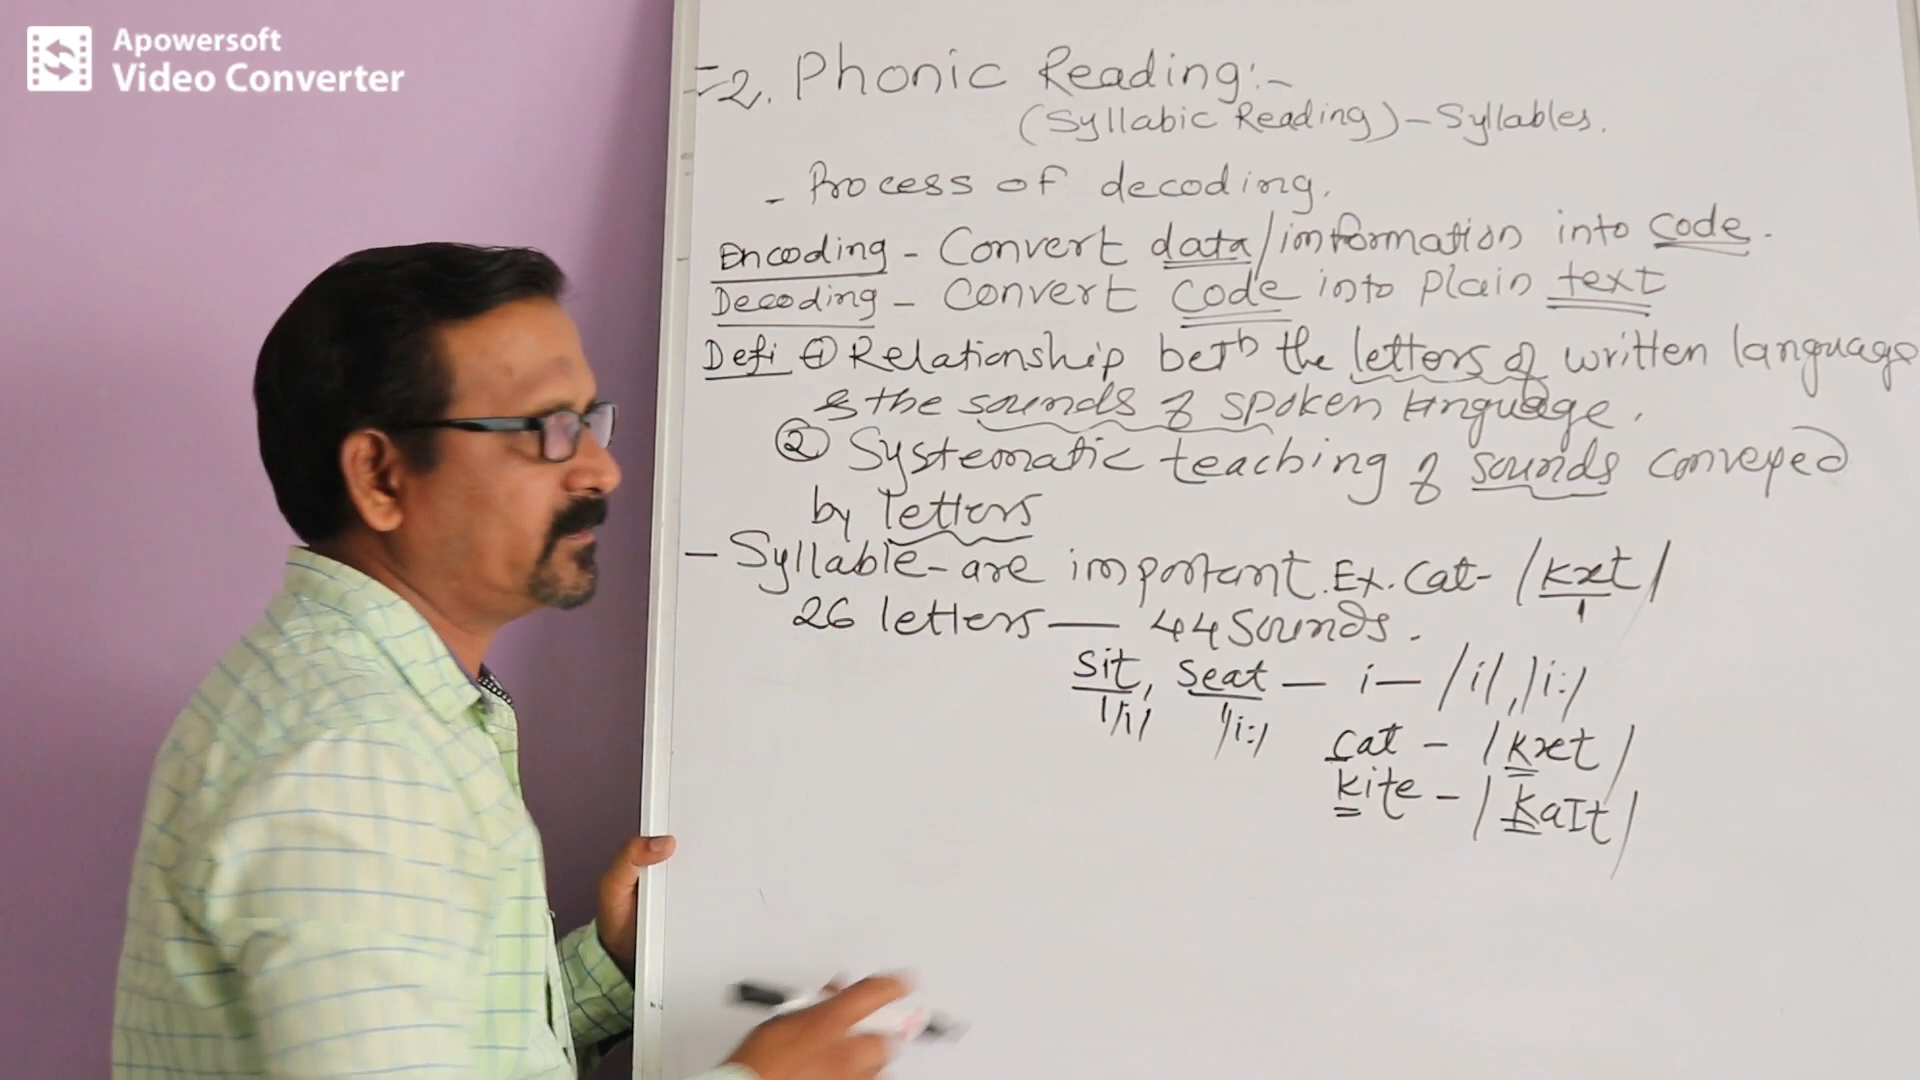 Apowersoft
Video Converter
2. Phonic Reading:-
(Syllabic Reading) - Syllables.
- Process of decoding.
Encoding - Convert data/information into code.
Decoding - Convert code into plain text
Defi ① Relationship betn the letters of written language
& the sounds of spoken language.
② Systematic teaching of sounds conveyed
by letters
- Syllable - are important. Ex. Cat - /kæt/
26 letters — 44 Sounds.
Sit, Seat - i - /i/, /i:/
/i/ /i:/
Cat - /kæt/
kite - /kaIt/